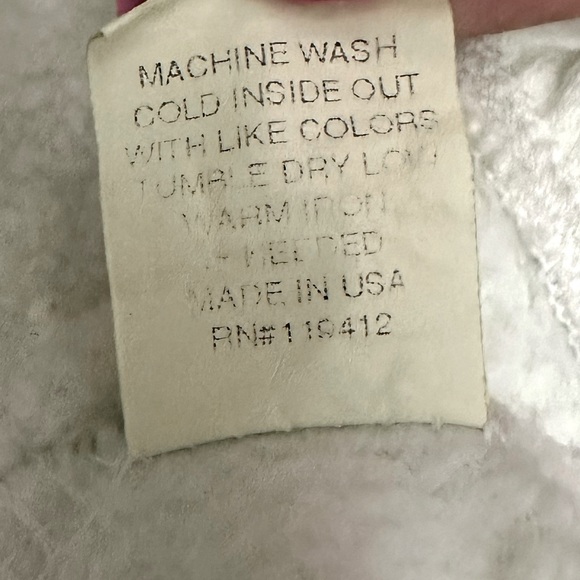 MACHINE WASH
COLD INSIDE OUT
WITH LIKE COLORS
TUMBLE DRY LOW
WARM IRON
IF NEEDED
MADE IN USA
RN#119412